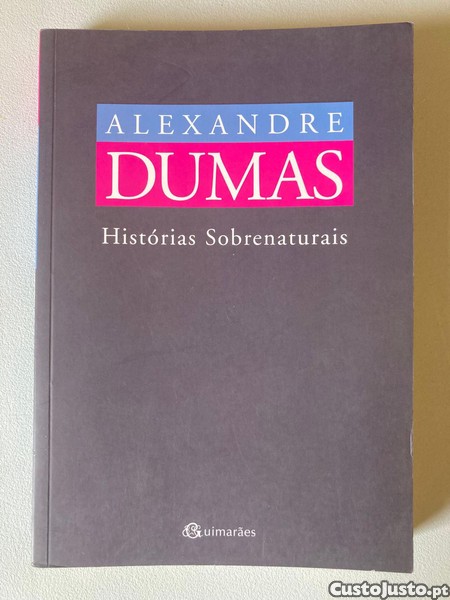 ALEXANDRE
DUMAS
Histórias Sobrenaturais
Guimarães
CustoJusto.pt